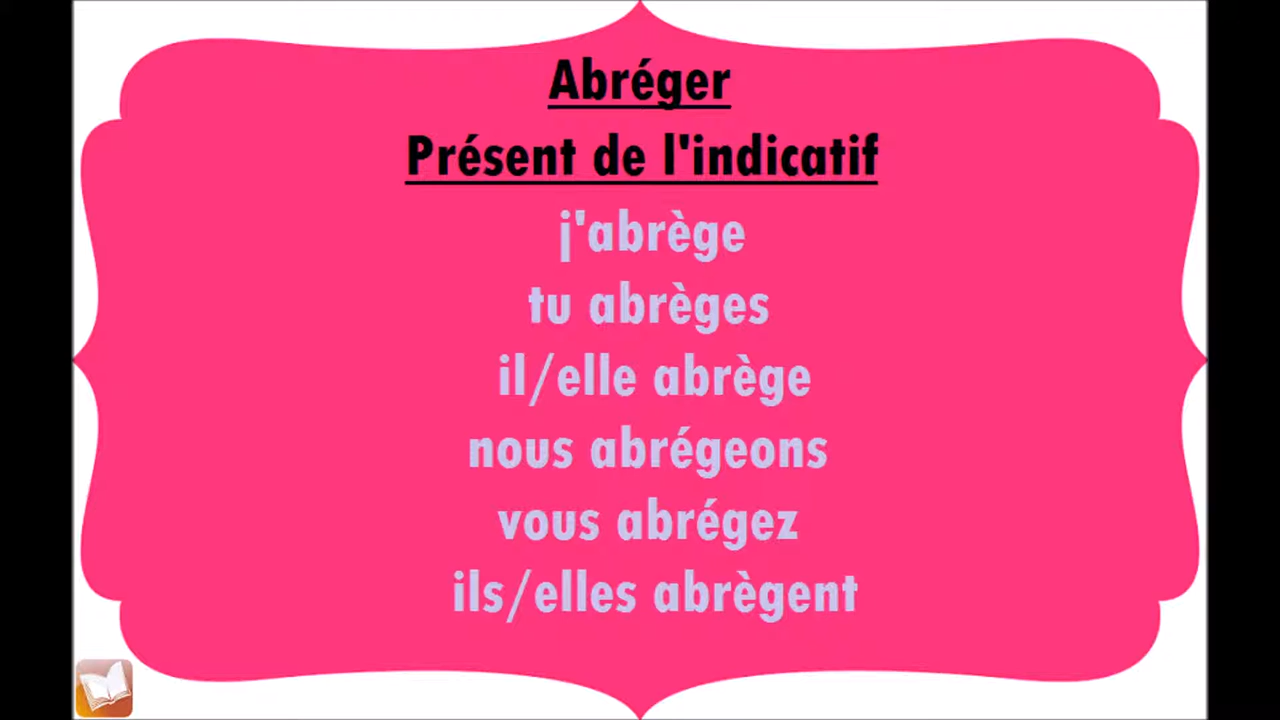 Abréger
Présent de l'indicatif
j'abrège
tu abrèges
il/elle abrège
nous abrégeons
vous abrégez
ils/elles abrègent